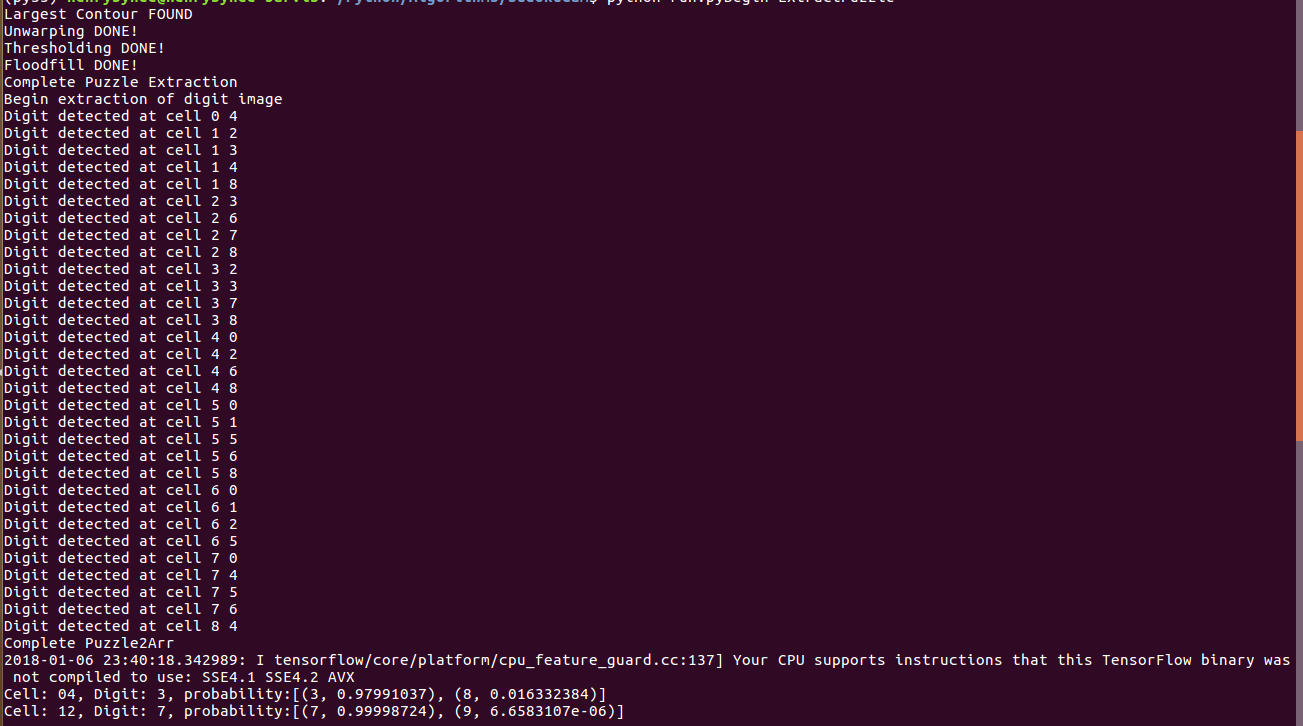 Largest Contour FOUND
Unwarping DONE!
Thresholding DONE!
Floodfill DONE!
Complete Puzzle Extraction
Begin extraction of digit image
Digit detected at cell 0 4
Digit detected at cell 1 2
Digit detected at cell 1 3
Digit detected at cell 1 4
Digit detected at cell 1 8
Digit detected at cell 2 3
Digit detected at cell 2 6
Digit detected at cell 2 7
Digit detected at cell 2 8
Digit detected at cell 3 2
Digit detected at cell 3 3
Digit detected at cell 3 7
Digit detected at cell 3 8
Digit detected at cell 4 0
Digit detected at cell 4 2
Digit detected at cell 4 6
Digit detected at cell 4 8
Digit detected at cell 5 0
Digit detected at cell 5 1
Digit detected at cell 5 5
Digit detected at cell 5 6
Digit detected at cell 5 8
Digit detected at cell 6 0
Digit detected at cell 6 1
Digit detected at cell 6 2
Digit detected at cell 6 5
Digit detected at cell 7 0
Digit detected at cell 7 4
Digit detected at cell 7 5
Digit detected at cell 7 6
Digit detected at cell 8 4
Complete Puzzle2Arr
2018-01-06 23:40:18.342989: I tensorflow/core/platform/cpu_feature_guard.cc:137] Your CPU supports instructions that this TensorFlow binary was
not compiled to use: SSE4.1 SSE4.2 AVX
Cell: 04, Digit: 3, probability:[(3, 0.97991037), (8, 0.016332384)]
Cell: 12, Digit: 7, probability:[(7, 0.99998724), (9, 6.6583107e-06)]